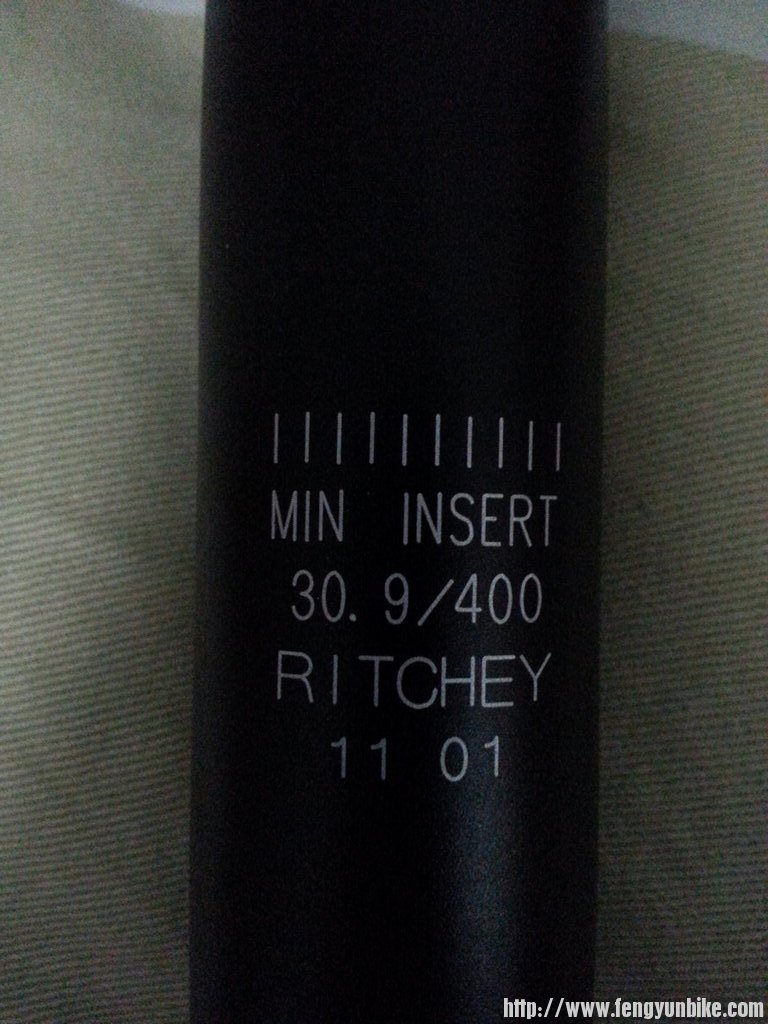 MIN INSERT
30.9/400
RITCHEY
11 01
http://www.fengyunbike.com